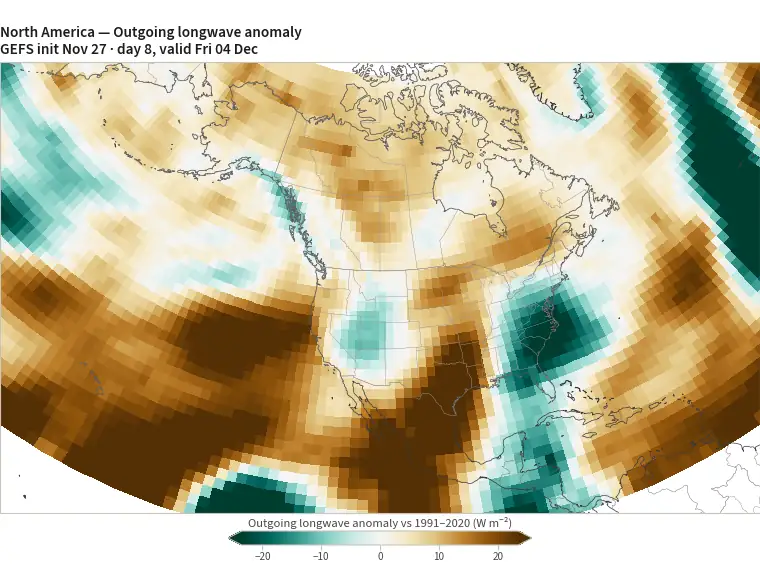 North America — Outgoing longwave anomaly
GEFS init Nov 27 · day 8, valid Fri 04 Dec
Outgoing longwave anomaly vs 1991–2020 (W m⁻²)
−20 −10 0 10 20